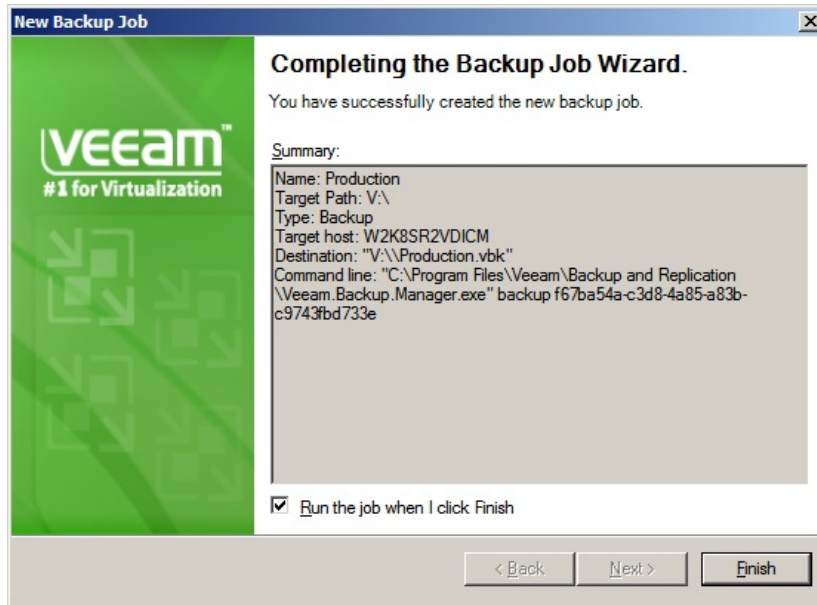 New Backup Job
veeam™
#1 for Virtualization
Completing the Backup Job Wizard.
You have successfully created the new backup job.
Summary:
Name: Production
Target Path: V:\
Type: Backup
Target host: W2K8SR2VDICM
Destination: "V:\\Production.vbk"
Command line: "C:\Program Files\Veeam\Backup and Replication
\Veeam.Backup.Manager.exe" backup f67ba54a-c3d8-4a85-a83b-
c9743fbd733e
Run the job when I click Finish
< Back
Next >
Finish